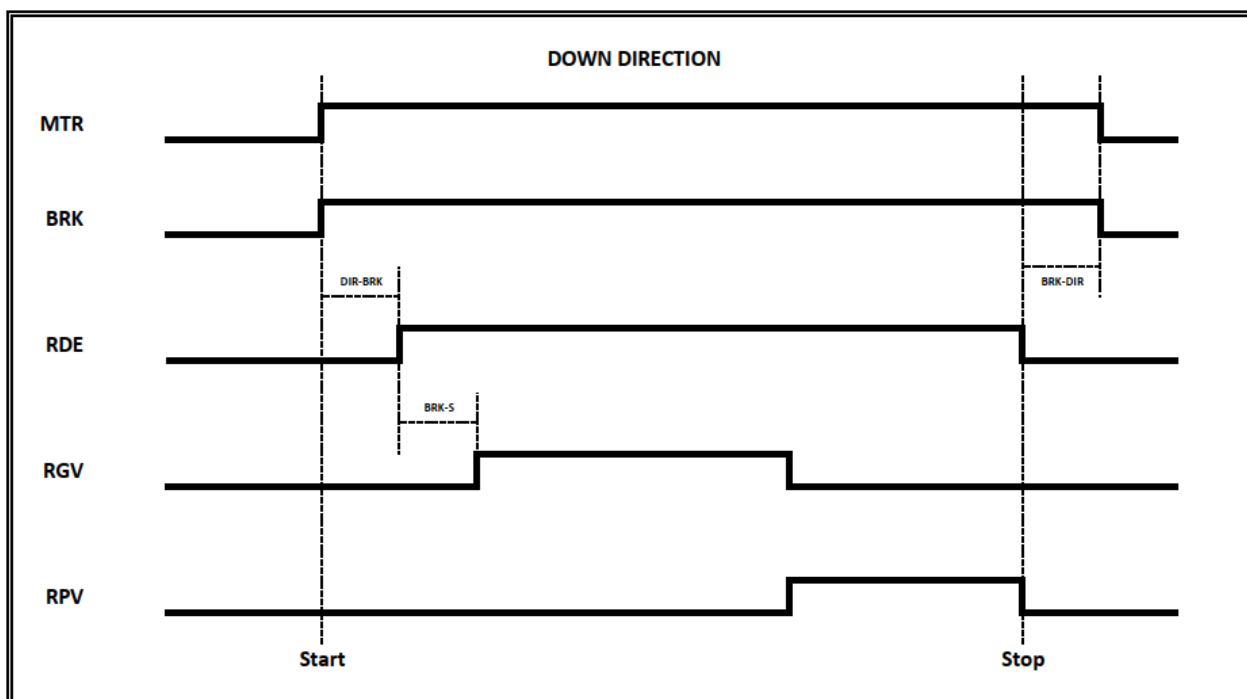 DOWN DIRECTION
MTR
BRK
DIR-BRK
BRK-DIR
RDE
BRK-S
RGV
RPV
Start
Stop